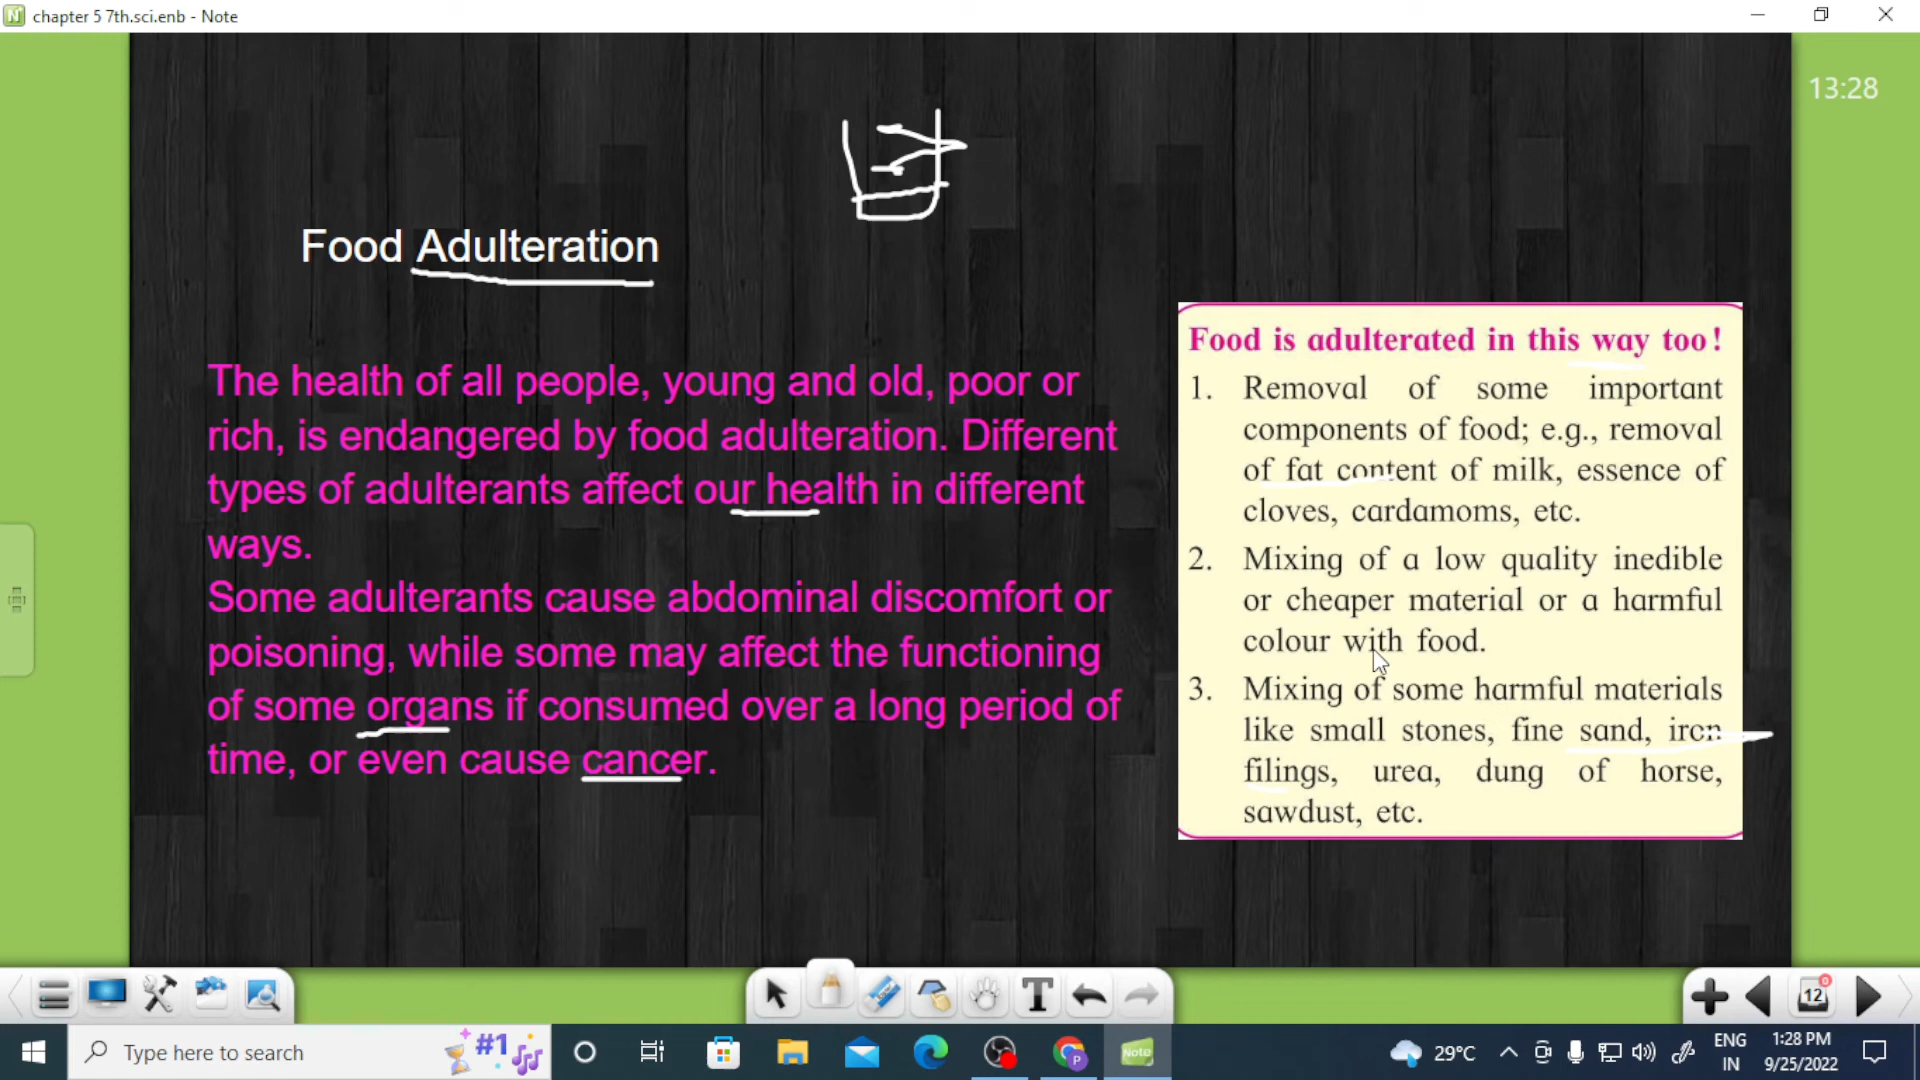 chapter 5 7th.sci.enb - Note
13:28
Food Adulteration
The health of all people, young and old, poor or
rich, is endangered by food adulteration. Different
types of adulterants affect our health in different
ways.
Some adulterants cause abdominal discomfort or
poisoning, while some may affect the functioning
of some organs if consumed over a long period of
time, or even cause cancer.
Food is adulterated in this way too!
1. Removal of some important
components of food; e.g., removal
of fat content of milk, essence of
cloves, cardamoms, etc.
2. Mixing of a low quality inedible
or cheaper material or a harmful
colour with food.
3. Mixing of some harmful materials
like small stones, fine sand, iron
filings, urea, dung of horse,
sawdust, etc.
T
12
0
Type here to search
#1
P
Note
29°C
ENG
IN
1:28 PM
9/25/2022